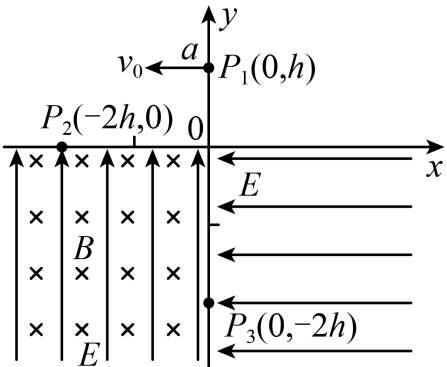 y
a
v₀
P₁(0,h)
P₂(−2h,0)
0
x
E
B
P₃(0,−2h)
E